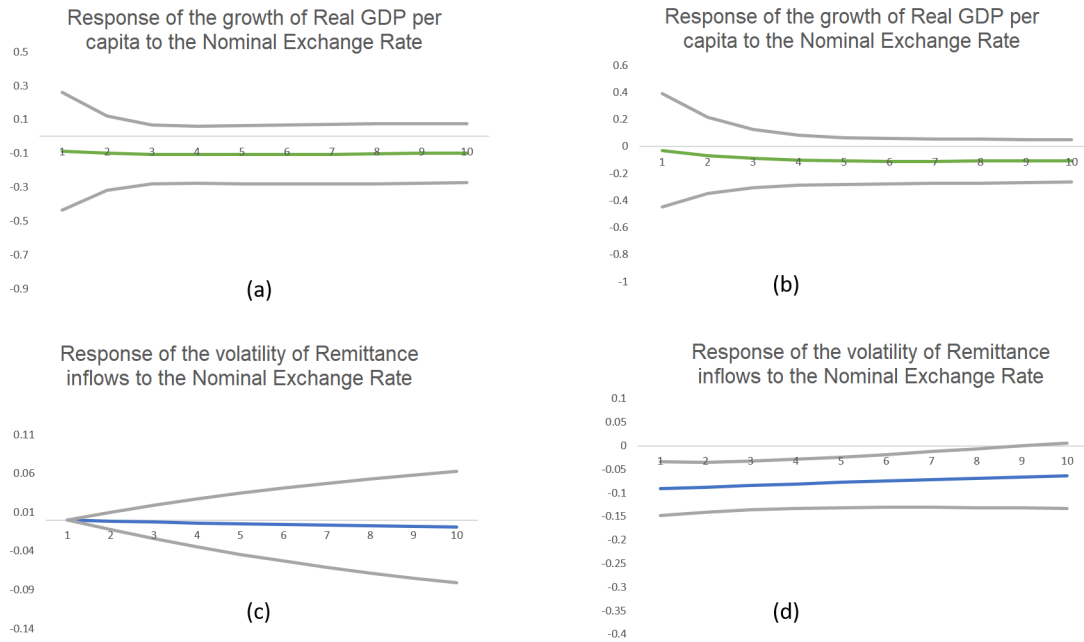 Response of the growth of Real GDP per
capita to the Nominal Exchange Rate
0.5
0.3
0.1
-0.1
-0.3
-0.5
-0.7
-0.9
1 2 3 4 5 6 7 8 9 10
(a)
Response of the growth of Real GDP per
capita to the Nominal Exchange Rate
0.6
0.4
0.2
0
-0.2
-0.4
-0.6
-0.8
-1
1 2 3 4 5 6 7 8 9 10
(b)
Response of the volatility of Remittance
inflows to the Nominal Exchange Rate
0.11
0.06
0.01
-0.04
-0.09
-0.14
1 2 3 4 5 6 7 8 9 10
(c)
Response of the volatility of Remittance
inflows to the Nominal Exchange Rate
0.1
0.05
0
-0.05
-0.1
-0.15
-0.2
-0.25
-0.3
-0.35
-0.4
1 2 3 4 5 6 7 8 9 10
(d)